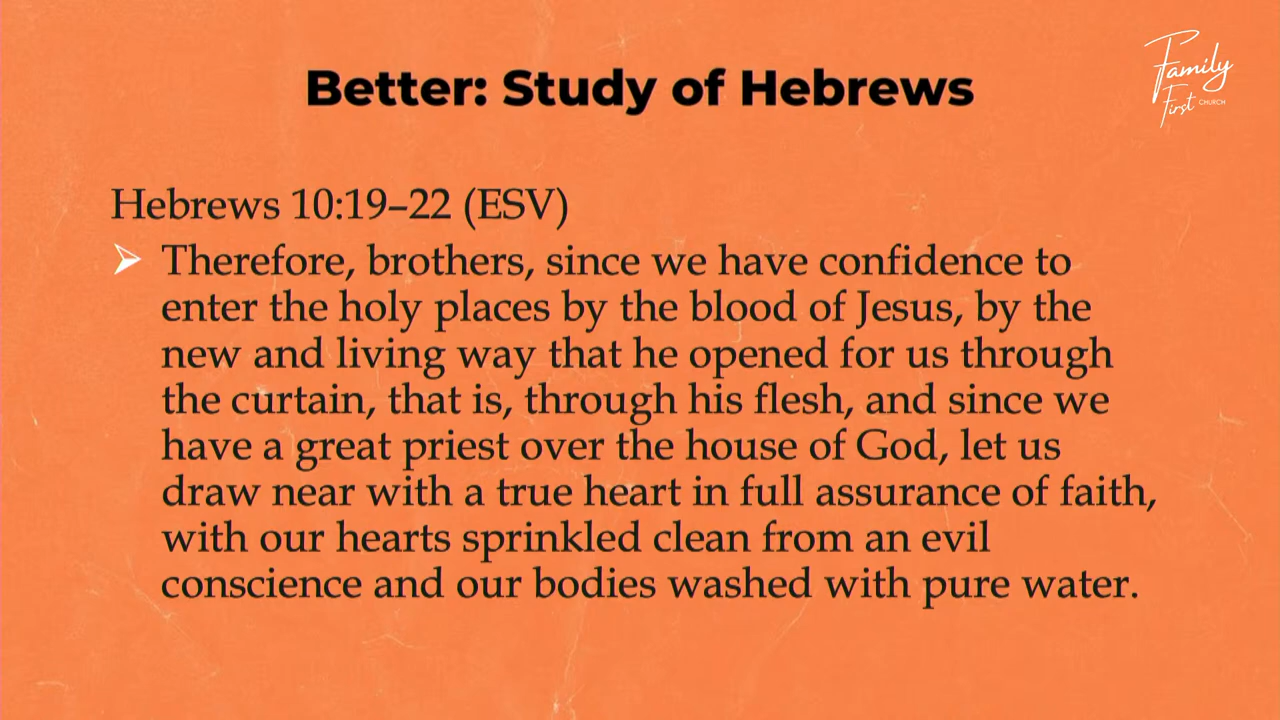 Better: Study of Hebrews
Family
First CHURCH
Hebrews 10:19–22 (ESV)
Therefore, brothers, since we have confidence to
enter the holy places by the blood of Jesus, by the
new and living way that he opened for us through
the curtain, that is, through his flesh, and since we
have a great priest over the house of God, let us
draw near with a true heart in full assurance of faith,
with our hearts sprinkled clean from an evil
conscience and our bodies washed with pure water.